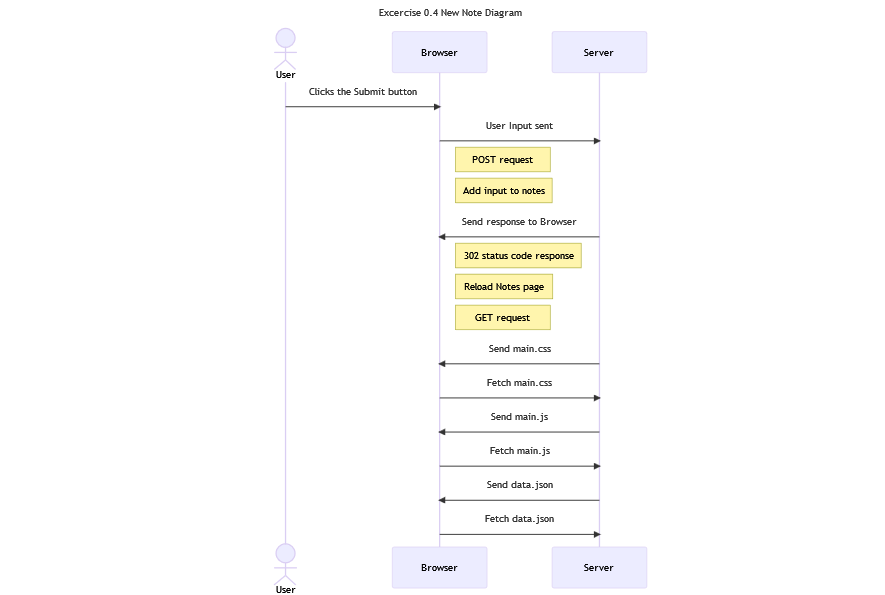 Excercise 0.4 New Note Diagram
User
Browser
Server
Clicks the Submit button
User Input sent
POST request
Add input to notes
Send response to Browser
302 status code response
Reload Notes page
GET request
Send main.css
Fetch main.css
Send main.js
Fetch main.js
Send data.json
Fetch data.json
User
Browser
Server